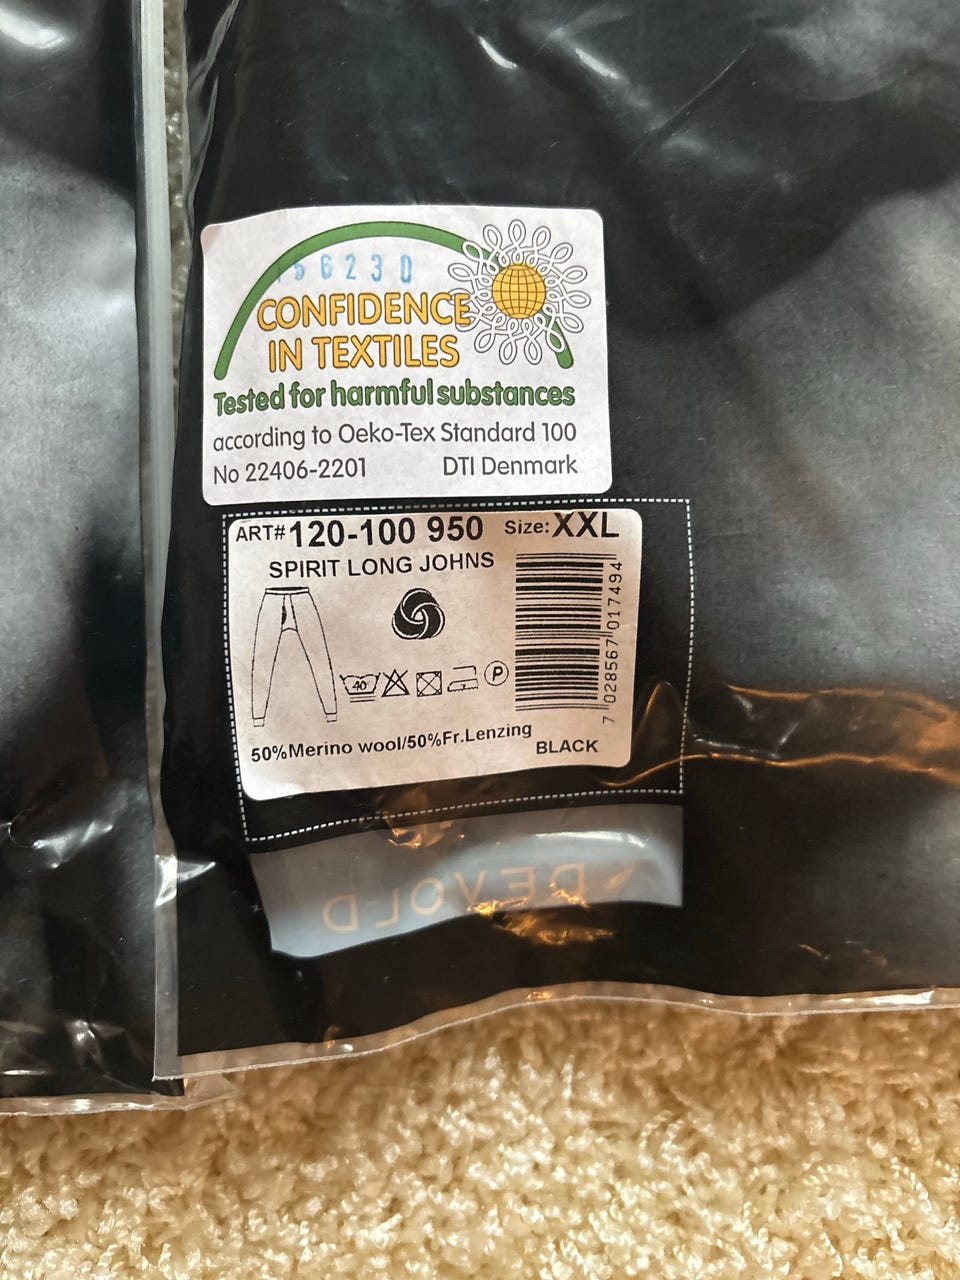 56230
CONFIDENCE
IN TEXTILES
Tested for harmful substances
according to Oeko-Tex Standard 100
No 22406-2201 DTI Denmark
ART# 120-100 950 Size: XXL
SPIRIT LONG JOHNS
40
P
7 028567 017494
50%Merino wool/50%Fr.Lenzing
BLACK
DEVOLD